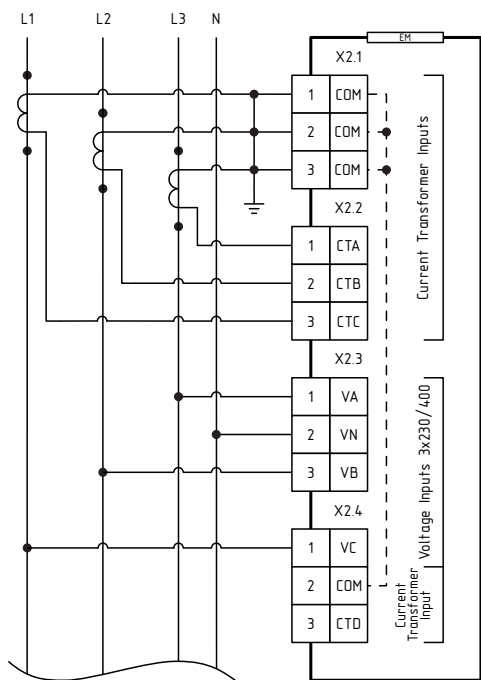 L1 L2 L3 N
EM
X2.1
1 COM
2 COM
3 COM
X2.2
1 CTA
2 CTB
3 CTC
Current Transformer Inputs
X2.3
1 VA
2 VN
3 VB
X2.4
1 VC
Voltage Inputs 3x230/400
2 COM
3 CTD
Current
Transformer
Input